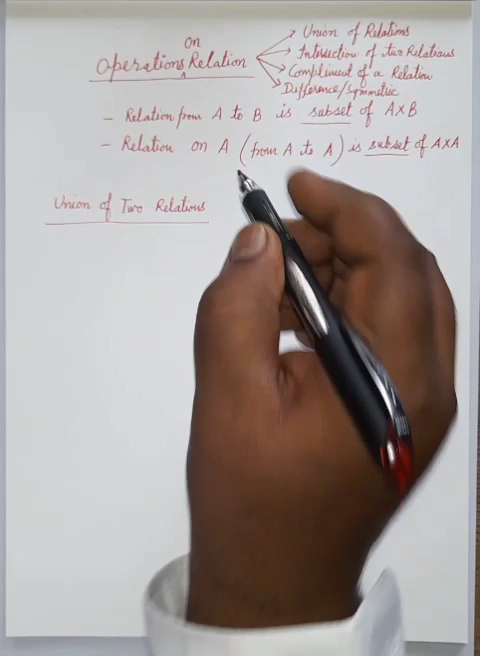 Operations on Relation
Union of Relations
Intersection of two Relations
Compliment of a Relation
Difference/Symmetric
- Relation from A to B is subset of A×B
- Relation on A (from A to A) is subset of A×A
Union of Two Relations